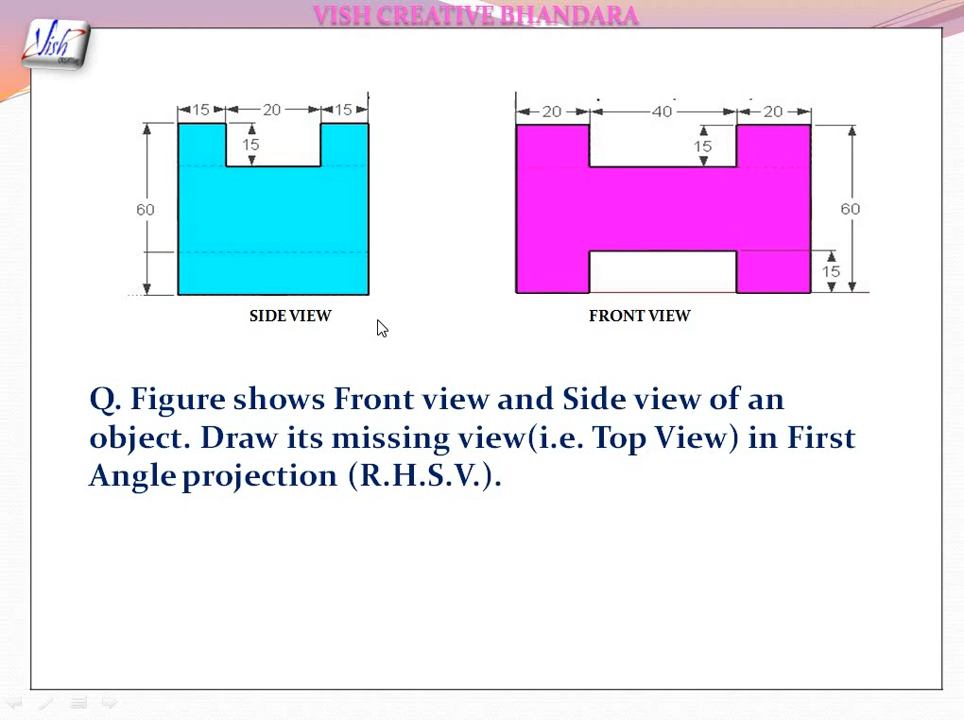 VISH CREATIVE BHANDARA
Vish
15 20 15
15
60
SIDE VIEW
20 40 20
15
60
15
FRONT VIEW
Q. Figure shows Front view and Side view of an
object. Draw its missing view(i.e. Top View) in First
Angle projection (R.H.S.V.).